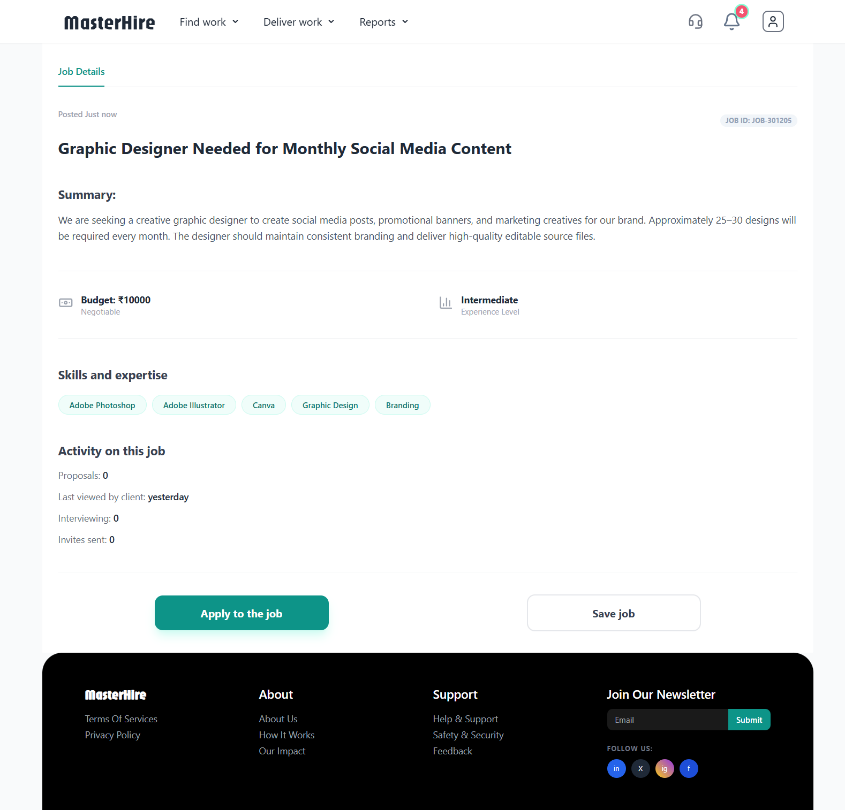 MasterHire Find work Deliver work Reports 4
Job Details
Posted Just now
JOB ID: JOB-301205
Graphic Designer Needed for Monthly Social Media Content
Summary:
We are seeking a creative graphic designer to create social media posts, promotional banners, and marketing creatives for our brand. Approximately 25–30 designs will
be required every month. The designer should maintain consistent branding and deliver high-quality editable source files.
Budget: ₹10000
Negotiable
Intermediate
Experience Level
Skills and expertise
Adobe Photoshop Adobe Illustrator Canva Graphic Design Branding
Activity on this job
Proposals: 0
Last viewed by client: yesterday
Interviewing: 0
Invites sent: 0
Apply to the job Save job
MasterHire
Terms Of Services
Privacy Policy
About
About Us
How It Works
Our Impact
Support
Help & Support
Safety & Security
Feedback
Join Our Newsletter
Email Submit
FOLLOW US:
in X ig f